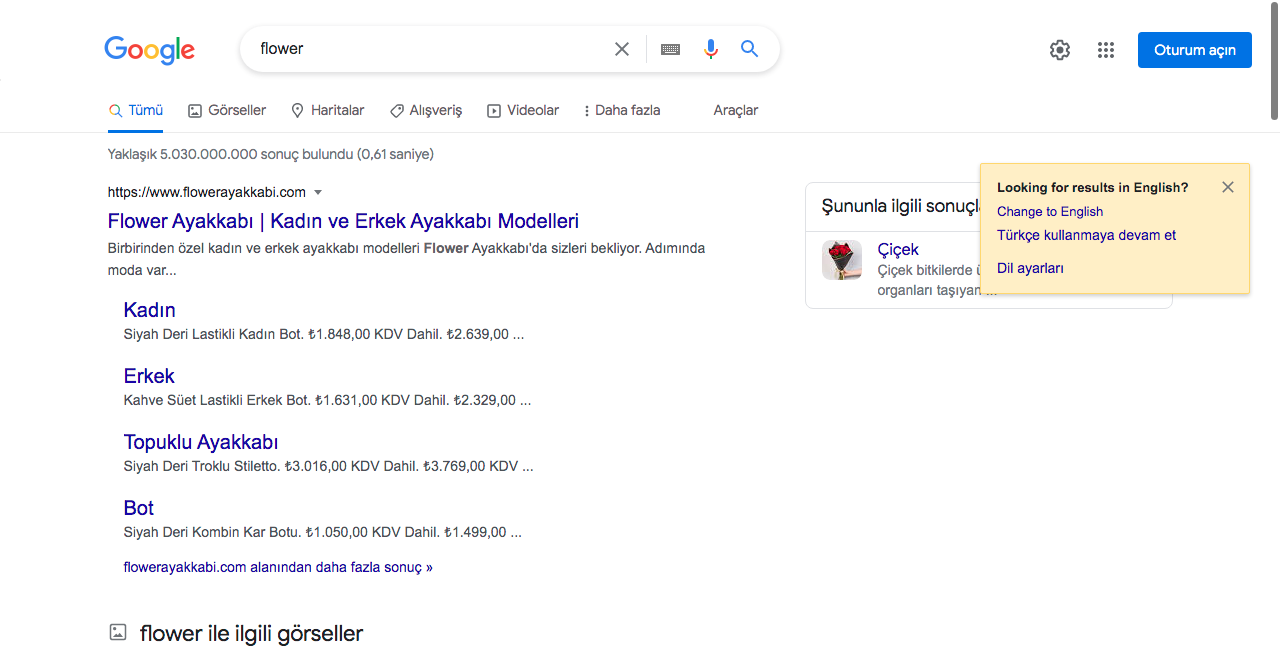 Google
flower
Oturum açın
Tümü
Görseller
Haritalar
Alışveriş
Videolar
Daha fazla
Araçlar
Yaklaşık 5.030.000.000 sonuç bulundu (0,61 saniye)
https://www.flowerayakkabi.com
Flower Ayakkabı | Kadın ve Erkek Ayakkabı Modelleri
Birbirinden özel kadın ve erkek ayakkabı modelleri Flower Ayakkabı'da sizleri bekliyor. Adımında
moda var...
Kadın
Siyah Deri Lastikli Kadın Bot. ₺1.848,00 KDV Dahil. ₺2.639,00 ...
Erkek
Kahve Süet Lastikli Erkek Bot. ₺1.631,00 KDV Dahil. ₺2.329,00 ...
Topuklu Ayakkabı
Siyah Deri Troklu Stiletto. ₺3.016,00 KDV Dahil. ₺3.769,00 KDV ...
Bot
Siyah Deri Kombin Kar Botu. ₺1.050,00 KDV Dahil. ₺1.499,00 ...
flowerayakkabi.com alanından daha fazla sonuç »
flower ile ilgili görseller
Şununla ilgili
Çiçek
Çiçek bitkilerde
organları taşıyan ...
Looking for results in English?
Change to English
Türkçe kullanmaya devam et
Dil ayarları